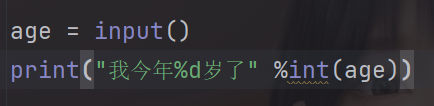 age = input()
print("我今年%d岁了" %int(age))